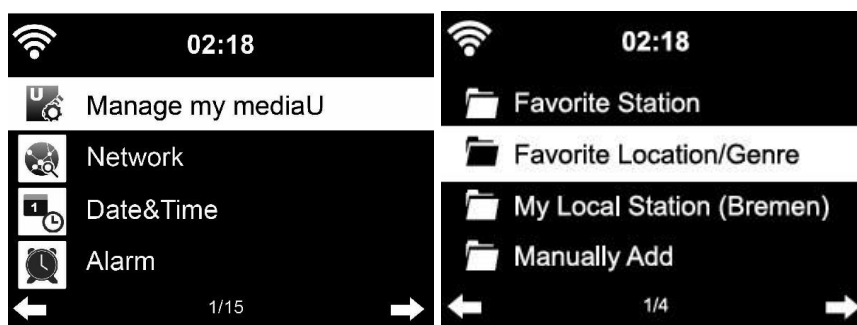 02:18
U
Manage my mediaU
Network
1
Date&Time
Alarm
1/15
02:18
Favorite Station
Favorite Location/Genre
My Local Station (Bremen)
Manually Add
1/4